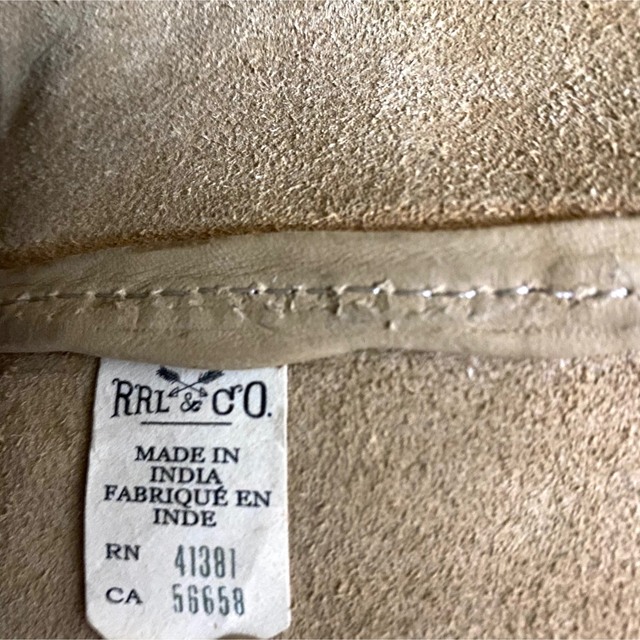 RRL & CO.
MADE IN
INDIA
FABRIQUÉ EN
INDE
RN 41381
CA 56658